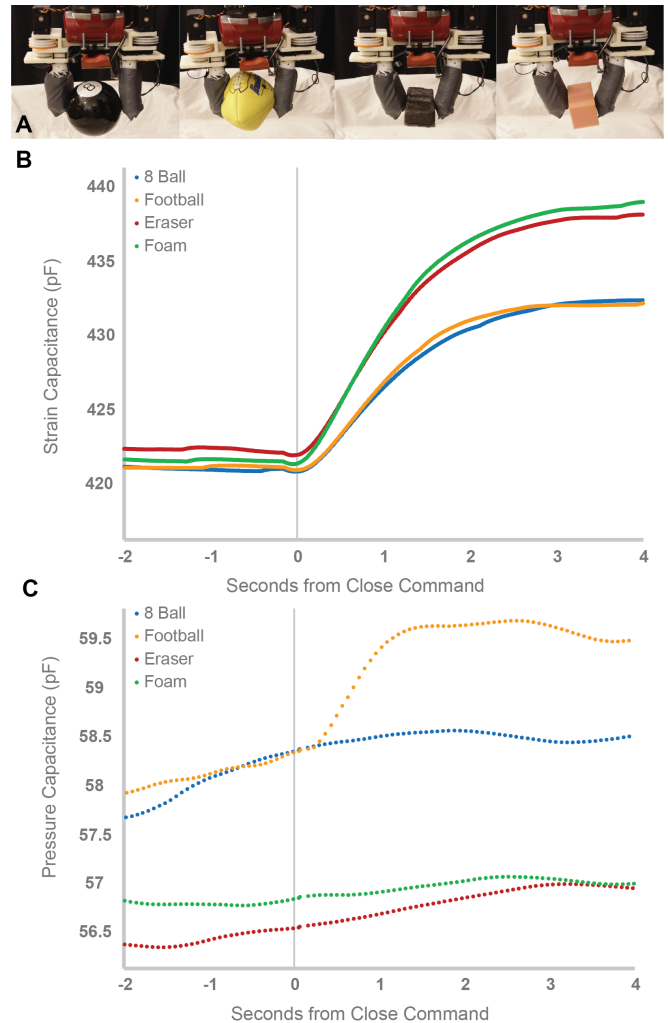 8
A
B
8 Ball
Football
Eraser
Foam
Strain Capacitance (pF)
440
435
430
425
420
-2 -1 0 1 2 3 4
Seconds from Close Command
C
8 Ball
Football
Eraser
Foam
Pressure Capacitance (pF)
59.5
59
58.5
58
57.5
57
56.5
-2 -1 0 1 2 3 4
Seconds from Close Command